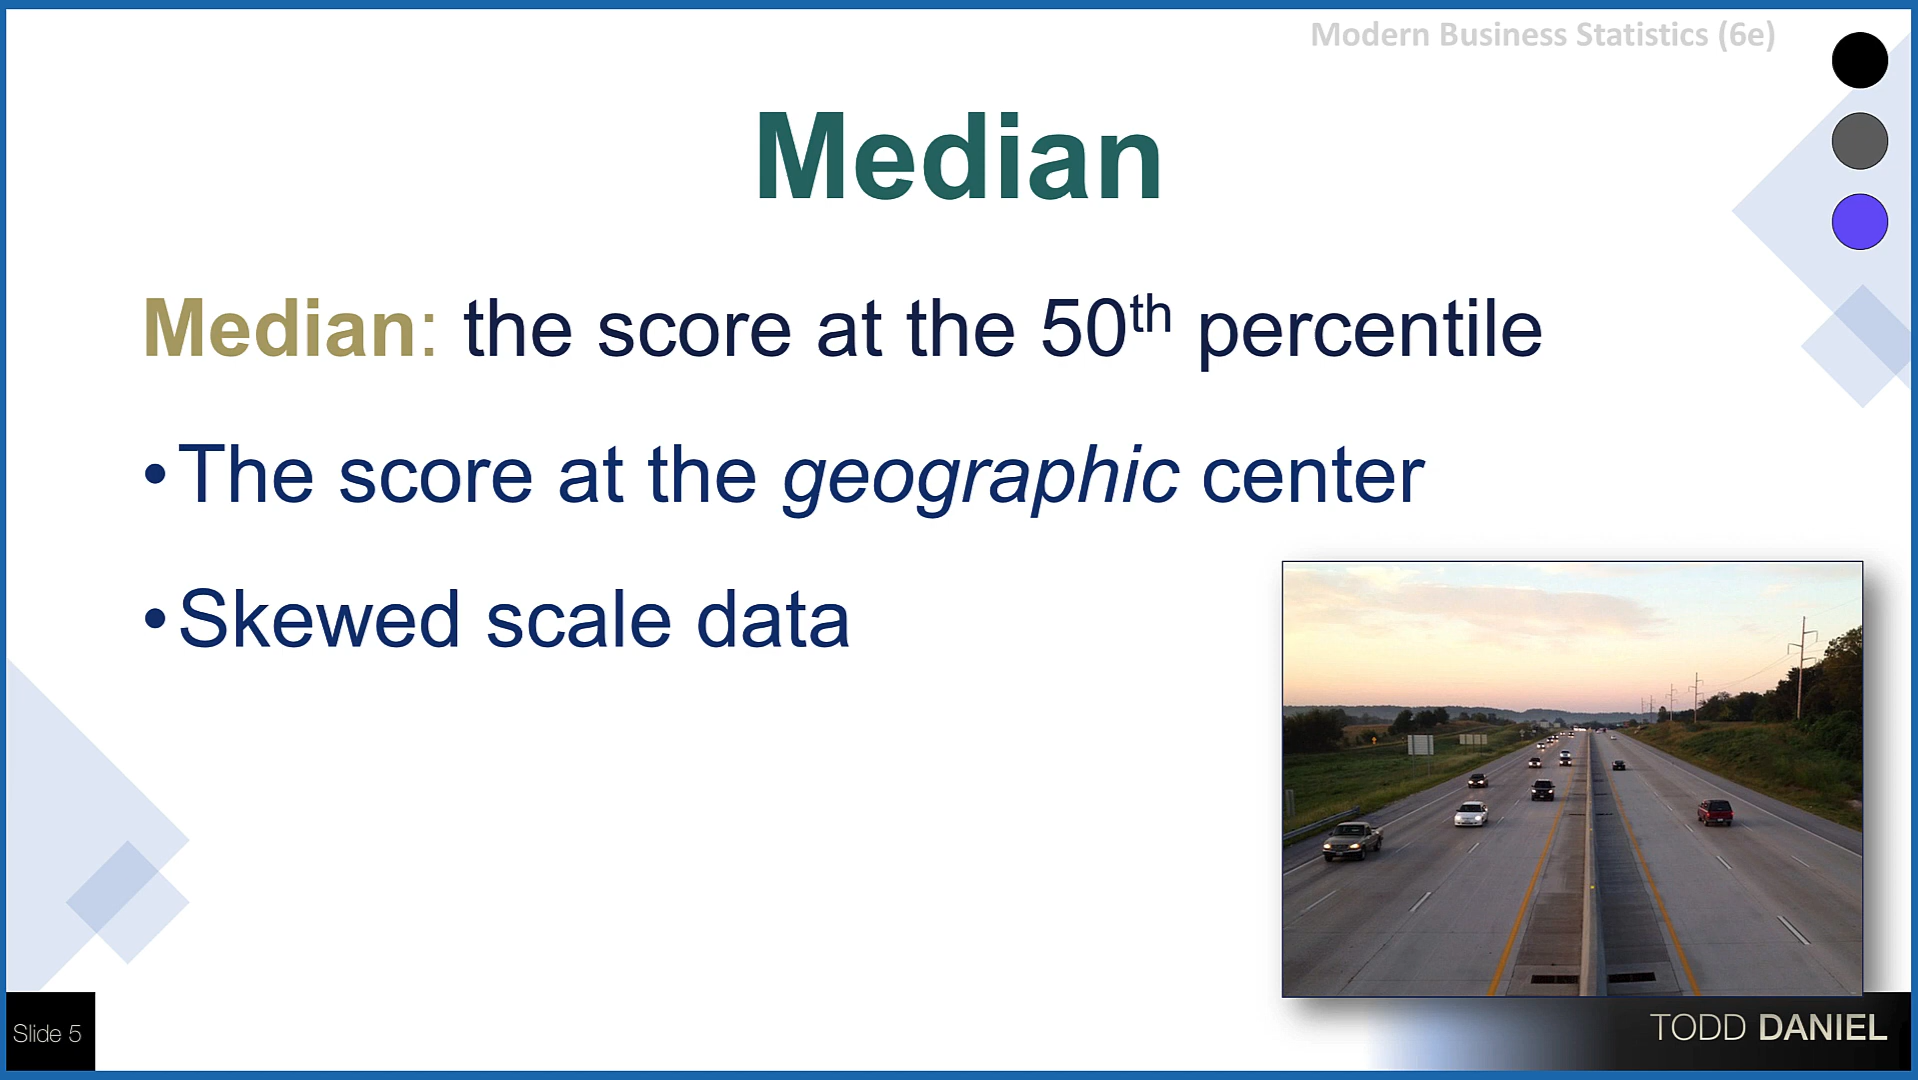 Modern Business Statistics (6e)
Median
Median: the score at the 50th percentile
•The score at the geographic center
•Skewed scale data
Slide 5
TODD DANIEL